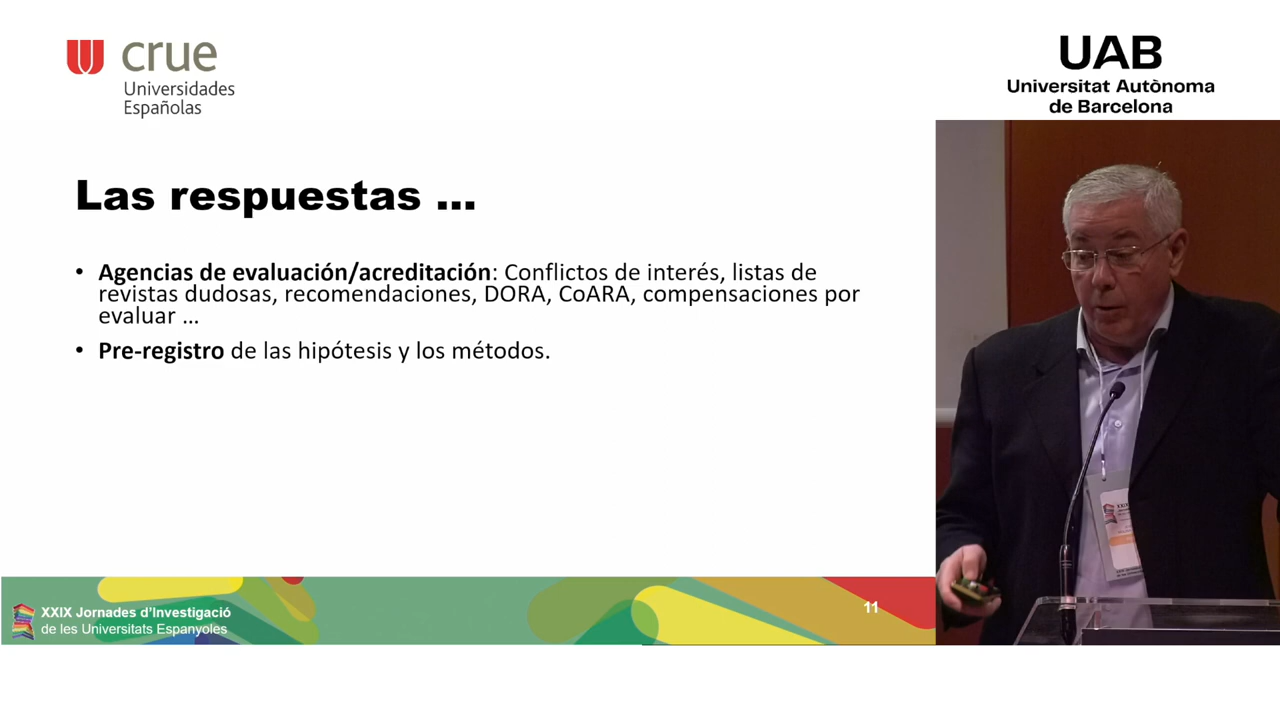 crue
Universidades
Españolas
UAB
Universitat Autònoma
de Barcelona
Las respuestas ...
• Agencias de evaluación/acreditación: Conflictos de interés, listas de
revistas dudosas, recomendaciones, DORA, CoARA, compensaciones por
evaluar ...
• Pre-registro de las hipótesis y los métodos.
XXIX Jornades d'Investigació
de les Universitats Espanyoles
11